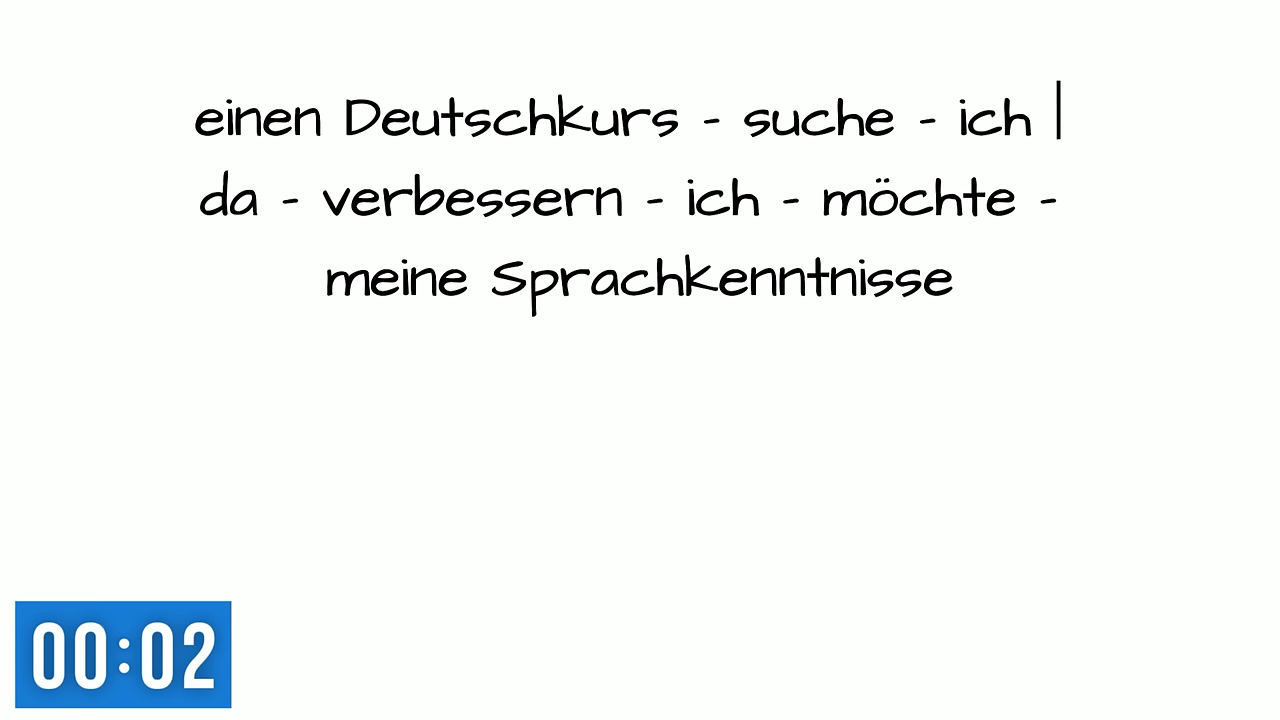 einen Deutschkurs - suche - ich |
da - verbessern - ich - möchte -
meine Sprachkenntnisse
00:02